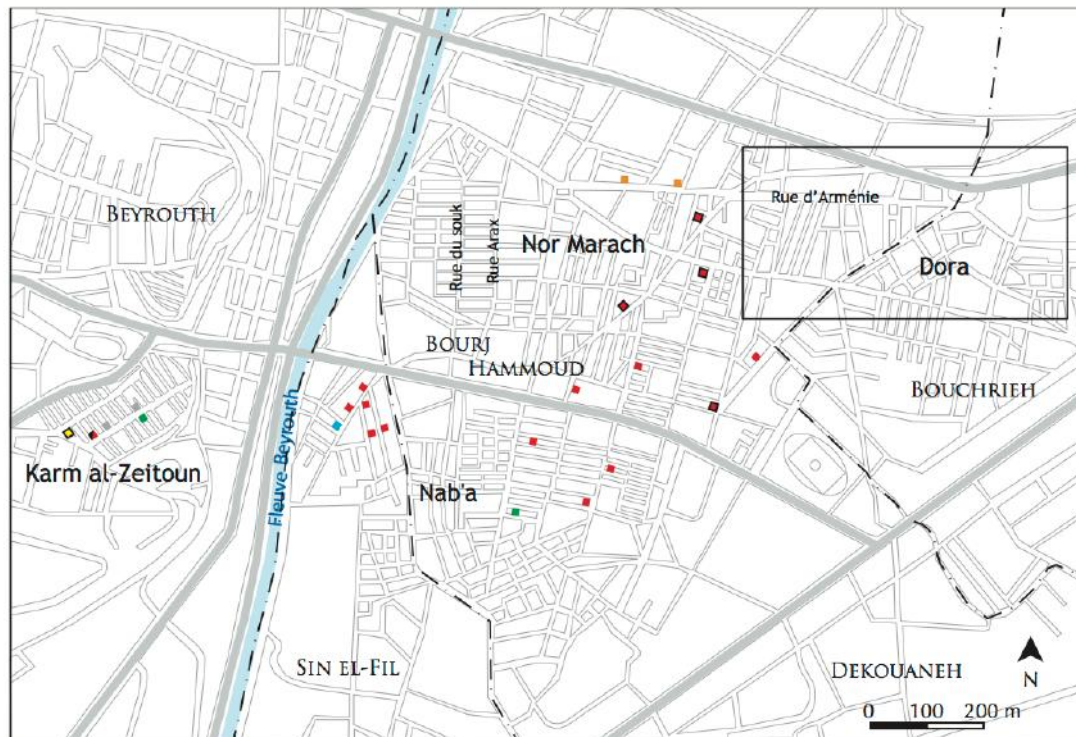 BEYROUTH
Rue du souk
Rue Arax
Nor Marach
Rue d'Arménie
Dora
BOURJ
HAMMOUD
BOUCHRIEH
Karm al-Zeitoun
Fleuve Beyrouth
Nab'a
SIN EL-FIL
DEKOUANEH
N
0 100 200 m